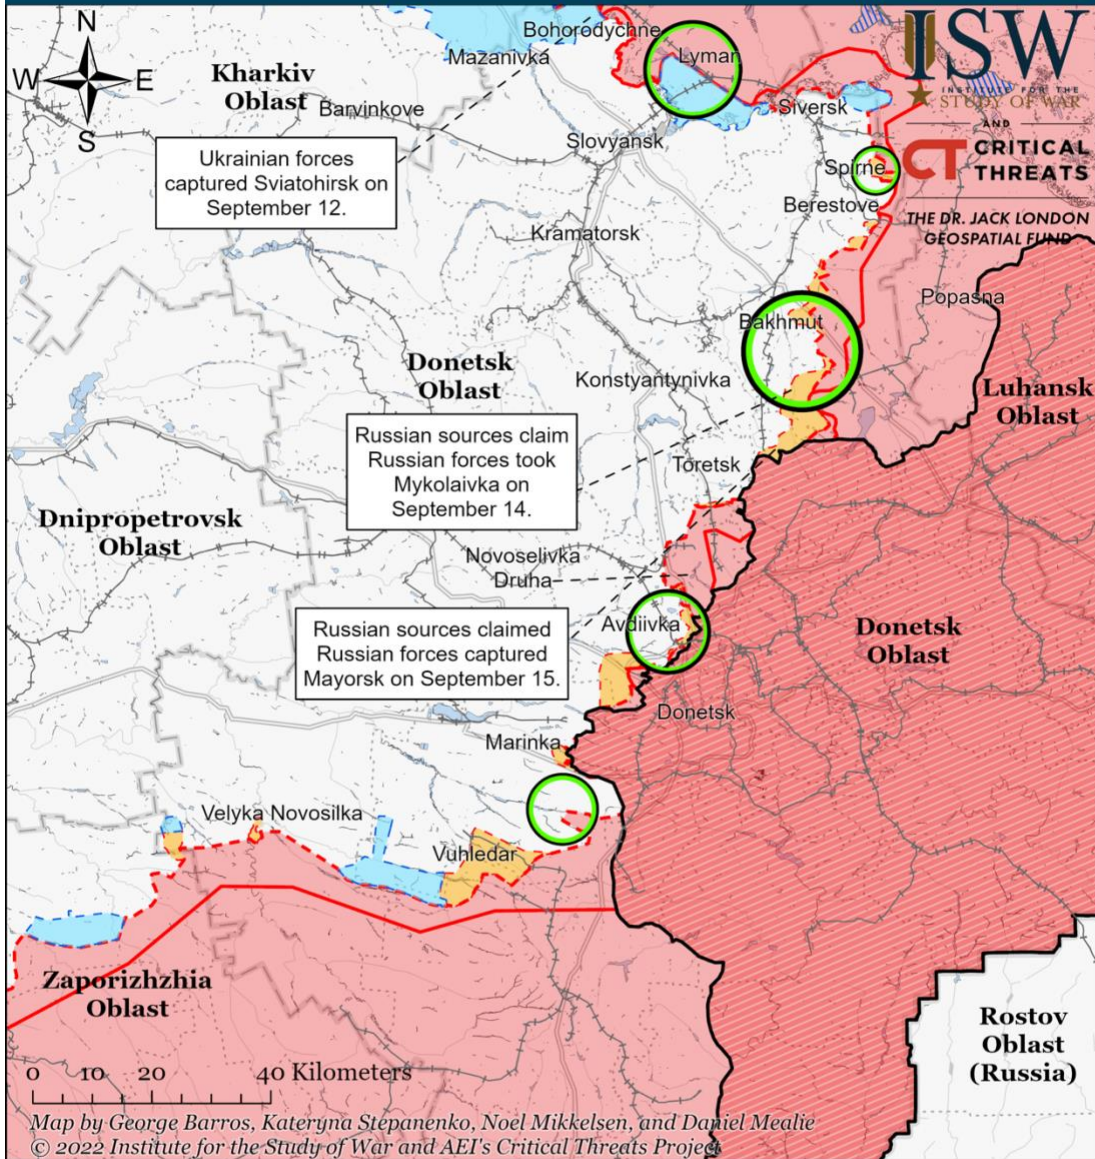 N
W E
S
ISW
INSTITUTE FOR THE
STUDY OF WAR
AND
CT CRITICAL
THREATS
THE DR. JACK LONDON
GEOSPATIAL FUND
Bohorodychne
Mazanivka
Lyman
Kharkiv
Oblast
Barvinkove
Siversk
Slovyansk
Ukrainian forces
captured Sviatohirsk on
September 12.
Spirne
Berestove
Kramatorsk
Popasna
Bakhmut
Donetsk
Oblast
Konstyantynivka
Luhansk
Oblast
Russian sources claim
Russian forces took
Mykolaivka on
September 14.
Toretsk
Dnipropetrovsk
Oblast
Novoselivka
Druha
Russian sources claimed
Russian forces captured
Mayorsk on September 15.
Avdiivka
Donetsk
Oblast
Donetsk
Marinka
Velyka Novosilka
Vuhledar
Zaporizhzhia
Oblast
Rostov
Oblast
(Russia)
0 10 20 40 Kilometers
Map by George Barros, Kateryna Stepanenko, Noel Mikkelsen, and Daniel Mealie
© 2022 Institute for the Study of War and AEI's Critical Threats Project